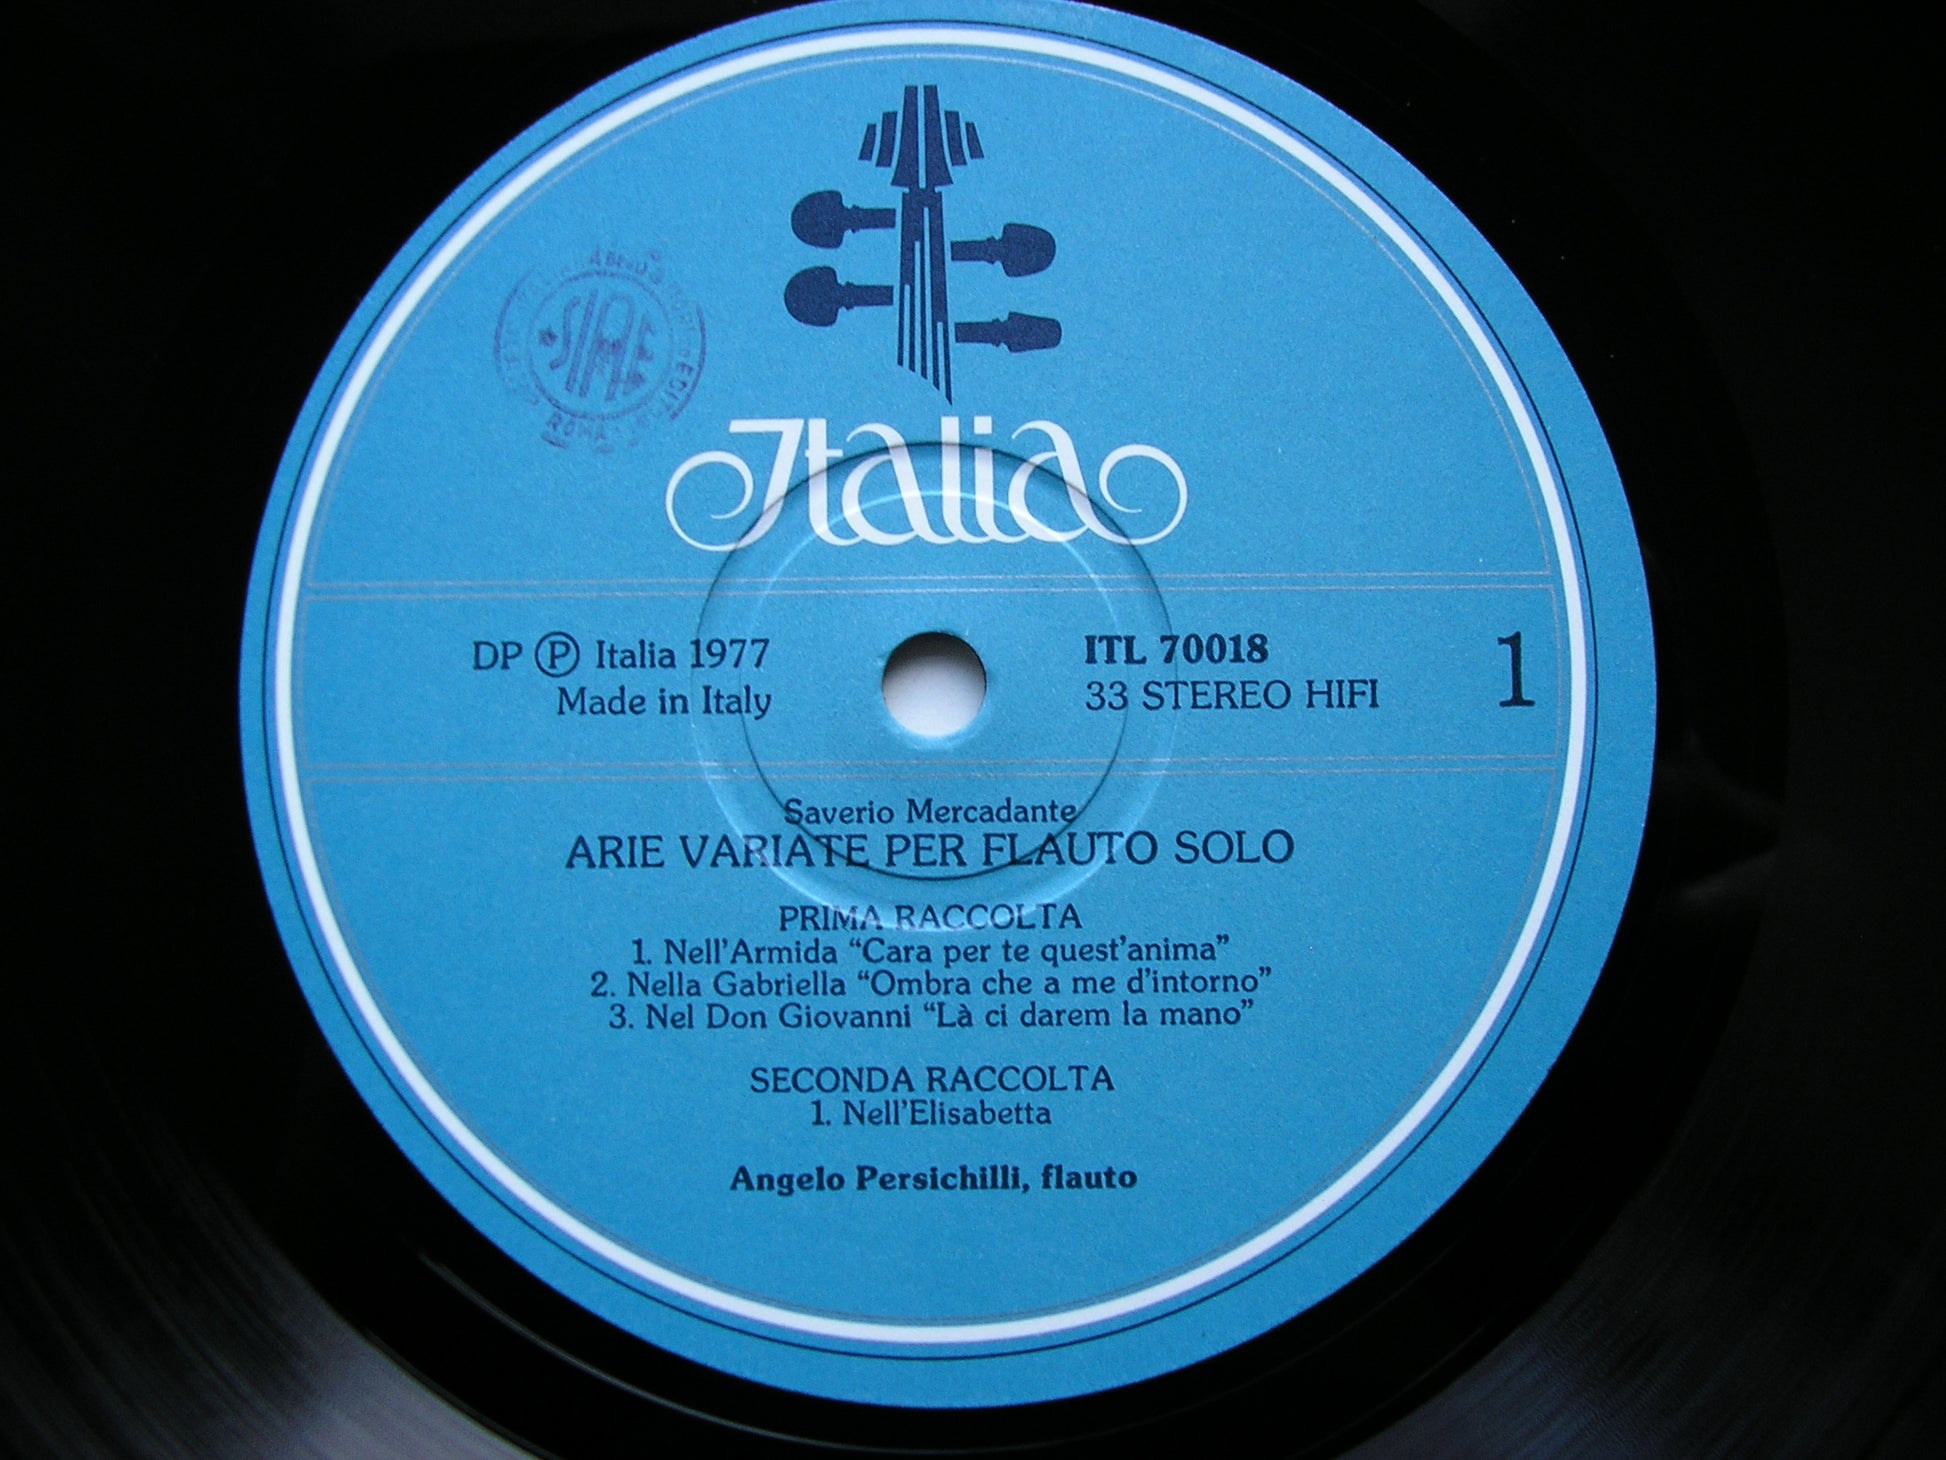 SIAE
ROMA
Italia
DP Ⓟ Italia 1977
Made in Italy
ITL 70018
33 STEREO HIFI
1
Saverio Mercadante
ARIE VARIATE PER FLAUTO SOLO
PRIMA RACCOLTA
1. Nell'Armida “Cara per te quest'anima”
2. Nella Gabriella “Ombra che a me d'intorno”
3. Nel Don Giovanni “Là ci darem la mano”
SECONDA RACCOLTA
1. Nell'Elisabetta
Angelo Persichilli, flauto